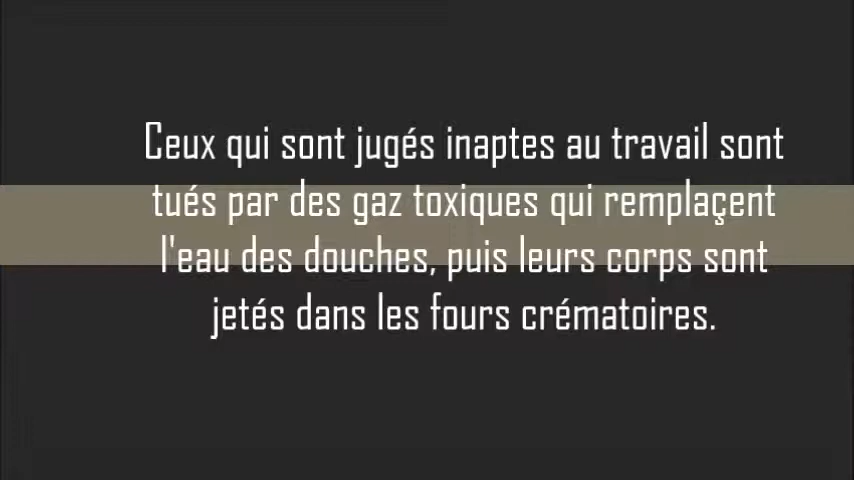 Ceux qui sont jugés inaptes au travail sont
tués par des gaz toxiques qui remplaçent
l'eau des douches, puis leurs corps sont
jetés dans les fours crématoires.